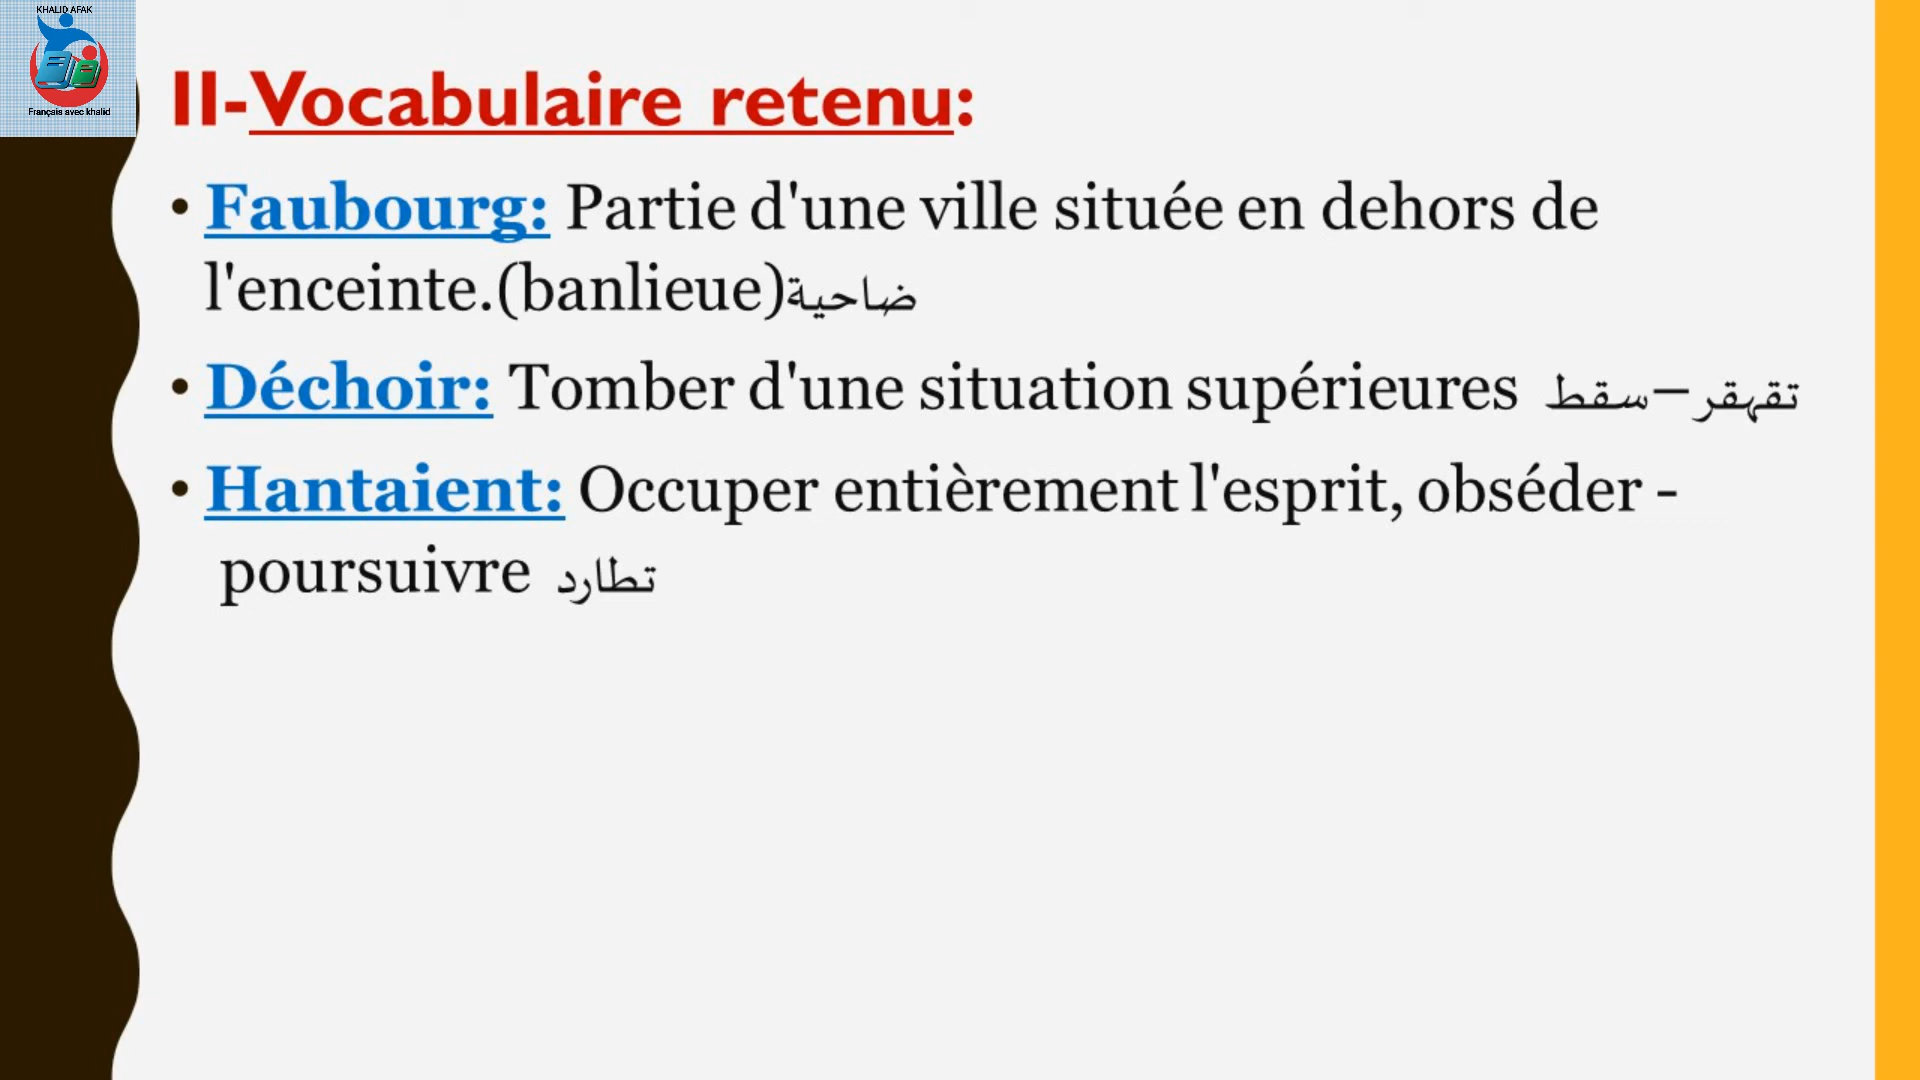 KHALID AFAK
Français avec khalid
II-Vocabulaire retenu:
• Faubourg: Partie d'une ville située en dehors de
l'enceinte.(banlieue)ضاحية
• Déchoir: Tomber d'une situation supérieures تقهقر–سقط
• Hantaient: Occuper entièrement l'esprit, obséder -
poursuivre تطارد